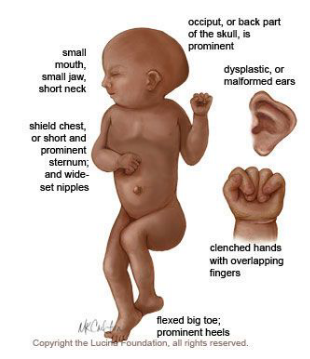 occiput, or back part
of the skull, is
prominent
small
mouth,
small jaw,
short neck
dysplastic, or
malformed ears
shield chest,
or short and
prominent
sternum;
and wide-
set nipples
clenched hands
with overlapping
fingers
flexed big toe;
prominent heels
Copyright the Lucina Foundation, all rights reserved.